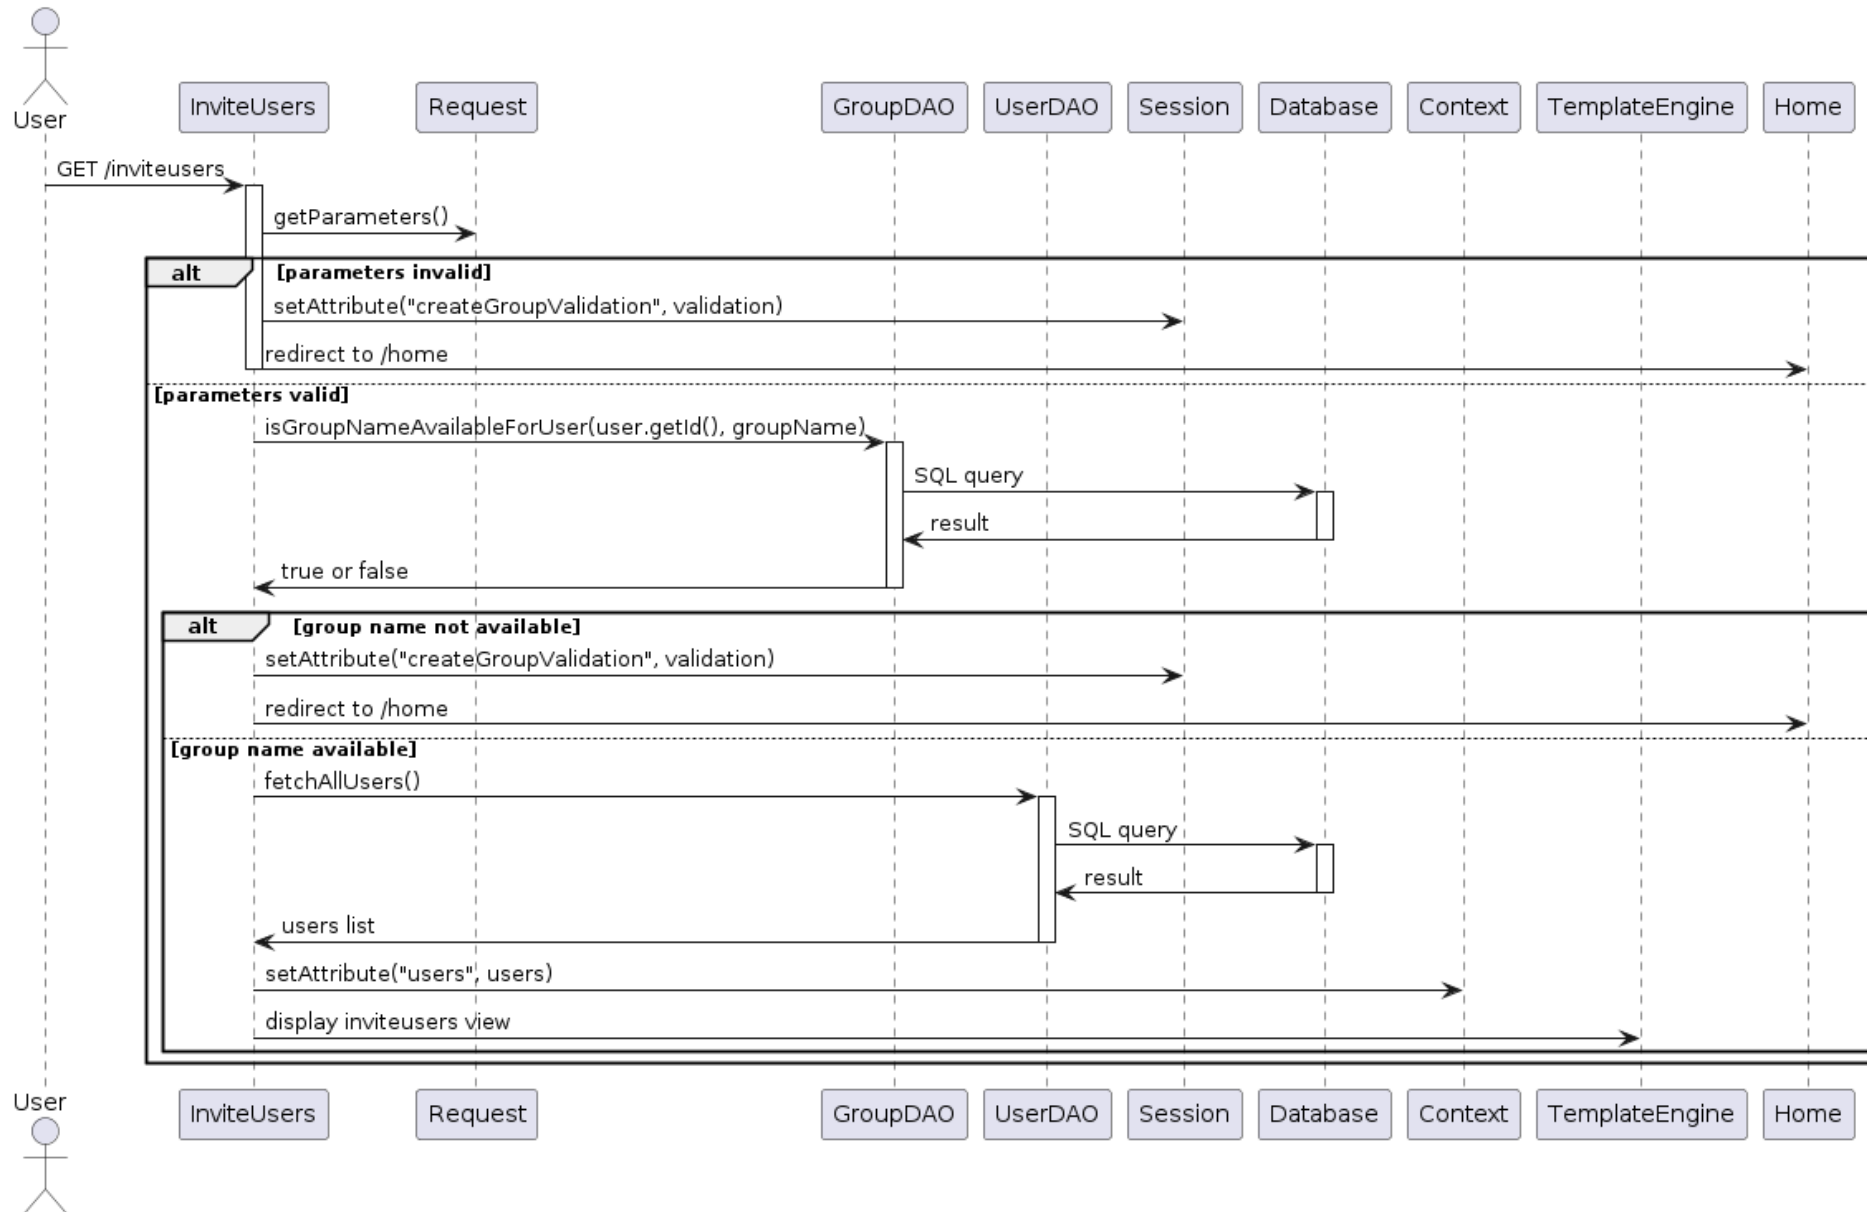 User
InviteUsers
Request
GroupDAO
UserDAO
Session
Database
Context
TemplateEngine
Home
GET /inviteusers
getParameters()
alt
[parameters invalid]
setAttribute("createGroupValidation", validation)
redirect to /home
[parameters valid]
isGroupNameAvailableForUser(user.getId(), groupName)
SQL query
result
true or false
alt
[group name not available]
setAttribute("createGroupValidation", validation)
redirect to /home
[group name available]
fetchAllUsers()
SQL query
result
users list
setAttribute("users", users)
display inviteusers view
User
InviteUsers
Request
GroupDAO
UserDAO
Session
Database
Context
TemplateEngine
Home